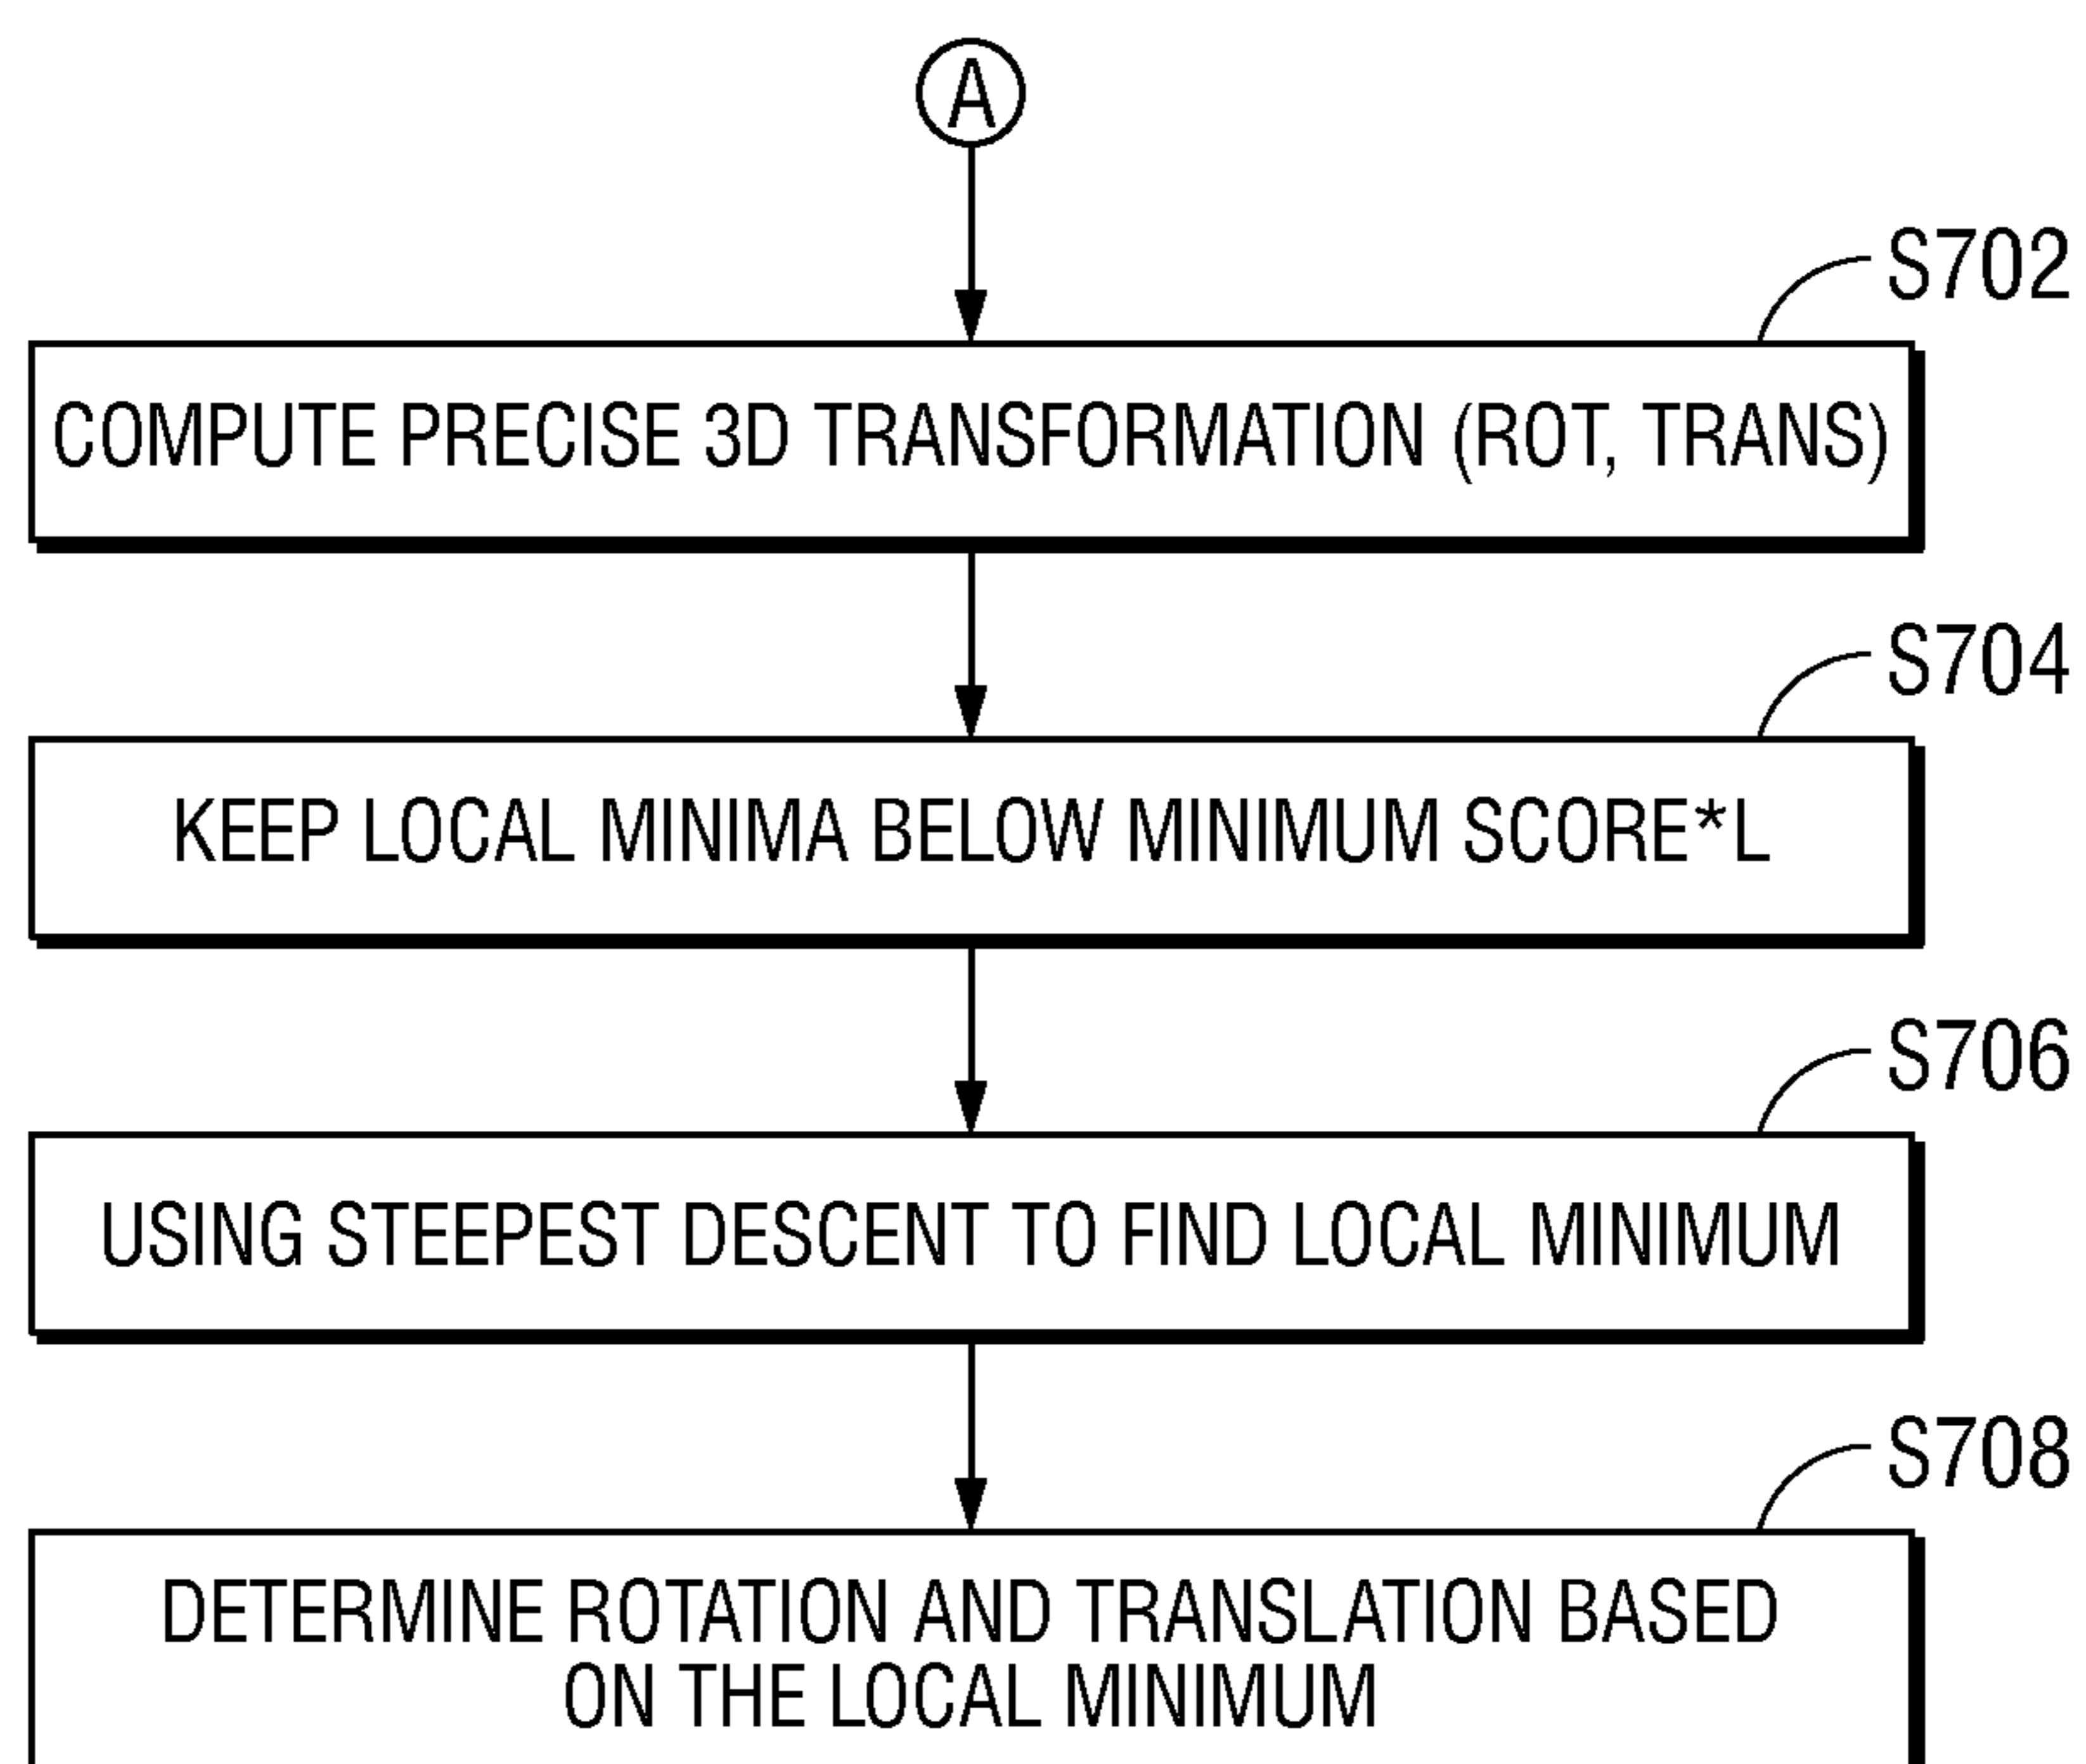 A
S702
COMPUTE PRECISE 3D TRANSFORMATION (ROT, TRANS)
S704
KEEP LOCAL MINIMA BELOW MINIMUM SCORE*L
S706
USING STEEPEST DESCENT TO FIND LOCAL MINIMUM
S708
DETERMINE ROTATION AND TRANSLATION BASED
ON THE LOCAL MINIMUM